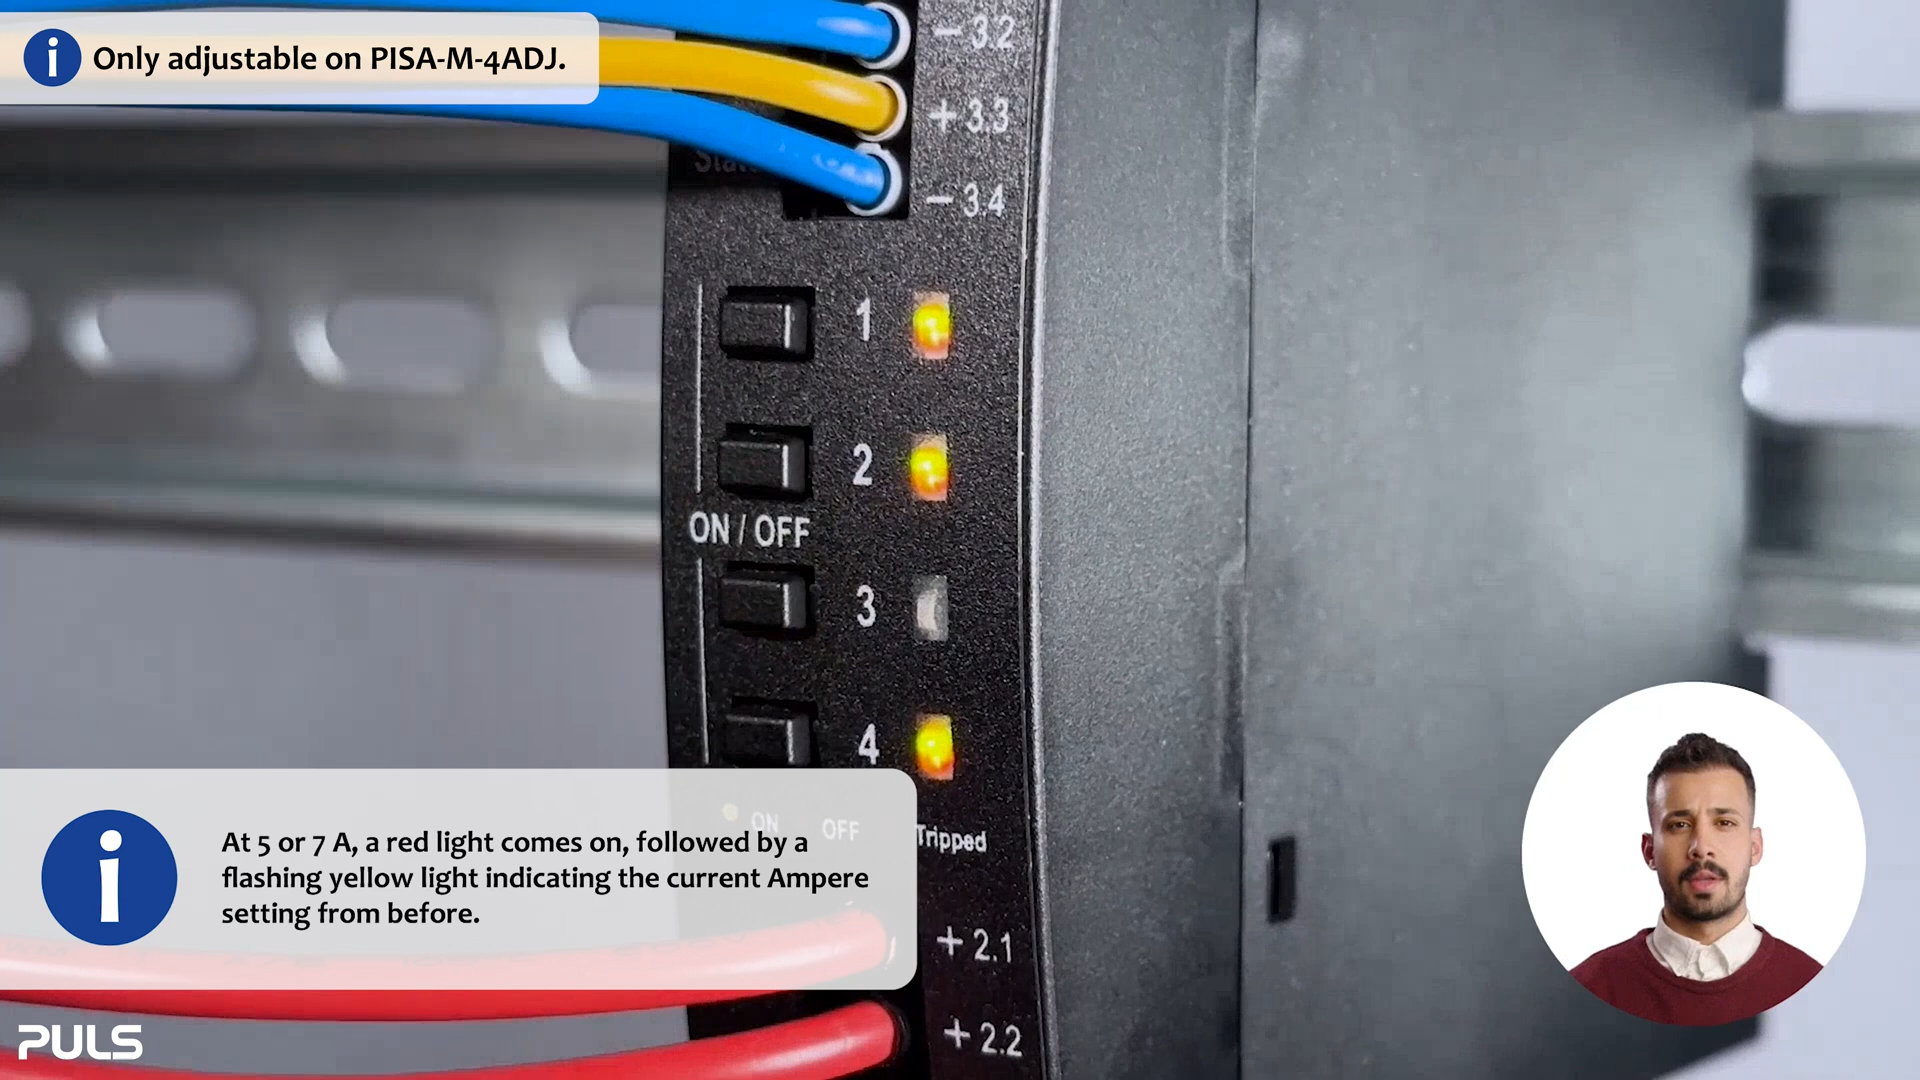 Only adjustable on PISA-M-4ADJ.
− 3.2
+ 3.3
− 3.4
1
2
ON / OFF
3
4
ON OFF Tripped
At 5 or 7 A, a red light comes on, followed by a
flashing yellow light indicating the current Ampere
setting from before.
+ 2.1
+ 2.2
PULS